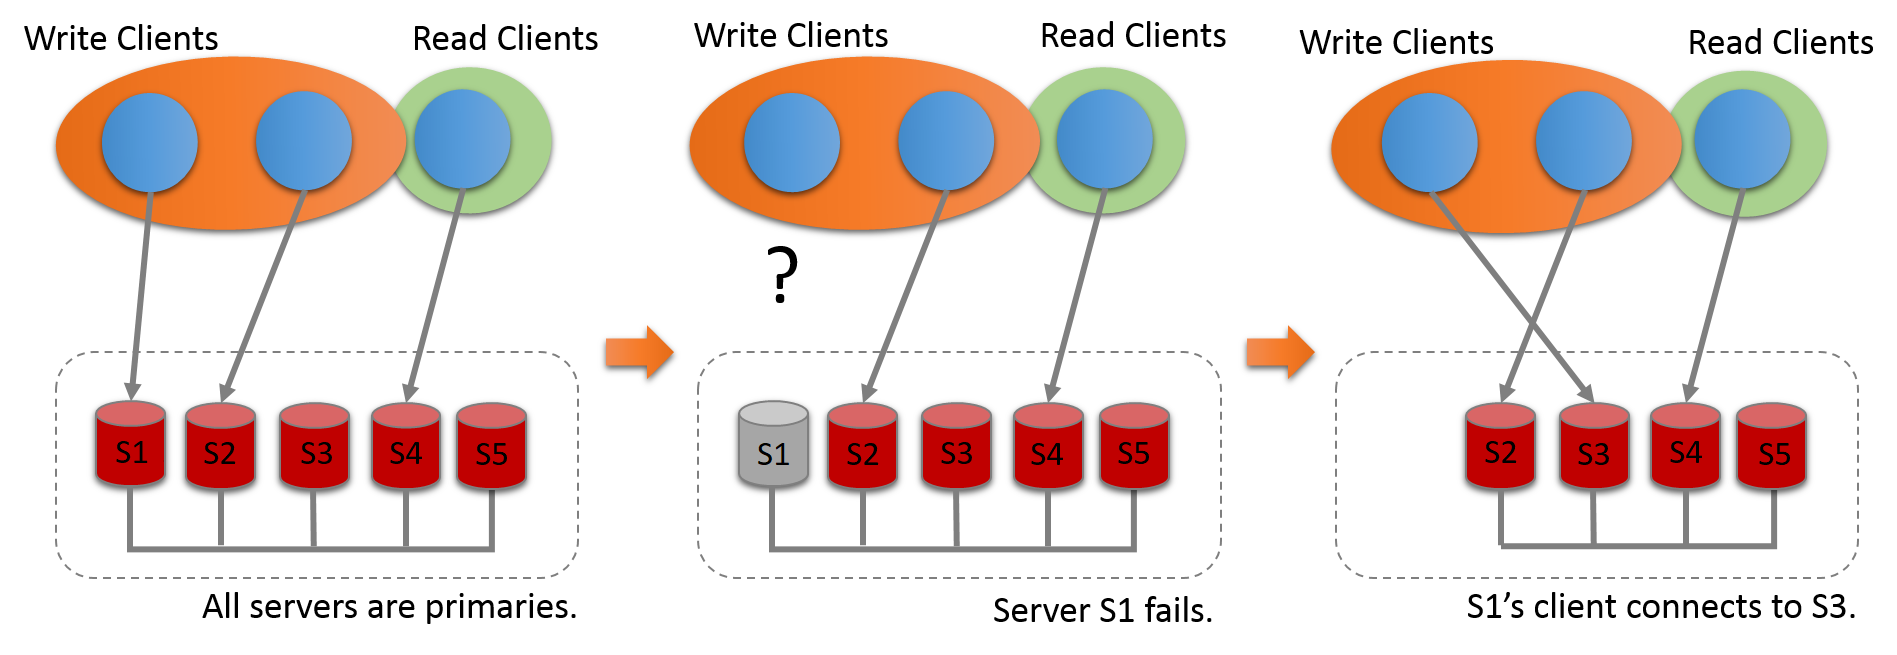 Write Clients
Read Clients
S1
S2
S3
S4
S5
All servers are primaries.
Write Clients
Read Clients
?
S1
S2
S3
S4
S5
Server S1 fails.
Write Clients
Read Clients
S2
S3
S4
S5
S1’s client connects to S3.